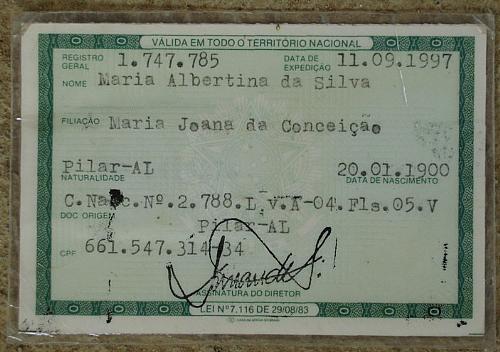 VÁLIDA EM TODO O TERRITÓRIO NACIONAL
REGISTRO GERAL 1.747.785 DATA DE EXPEDIÇÃO 11.09.1997
NOME Maria Albertina da Silva
FILIAÇÃO Maria Joana da Conceição
Pilar-AL 20.01.1900
NATURALIDADE DATA DE NASCIMENTO
C.Nasc.Nº 2.788.L.v.A-04.Fls.05.V
DOC ORIGEM
Pilar-AL
CPF 661.547.314-34
ASSINATURA DO DIRETOR
LEI Nº 7.116 DE 29/08/83